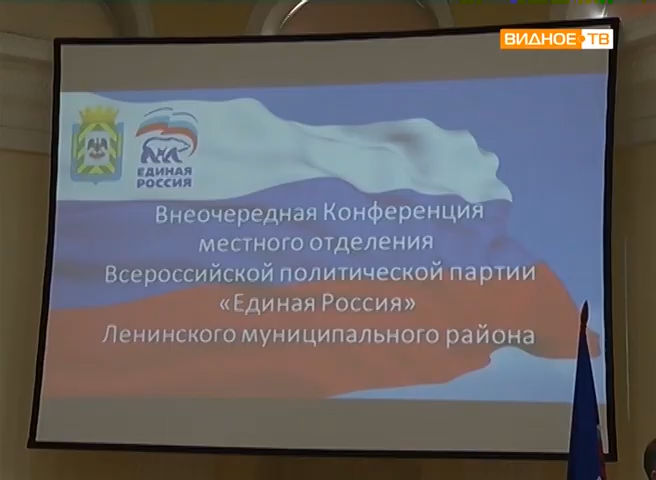 ВИДНОЕ ТВ
ЕДИНАЯ
РОССИЯ
Внеочередная Конференция
местного отделения
Всероссийской политической партии
«Единая Россия»
Ленинского муниципального района